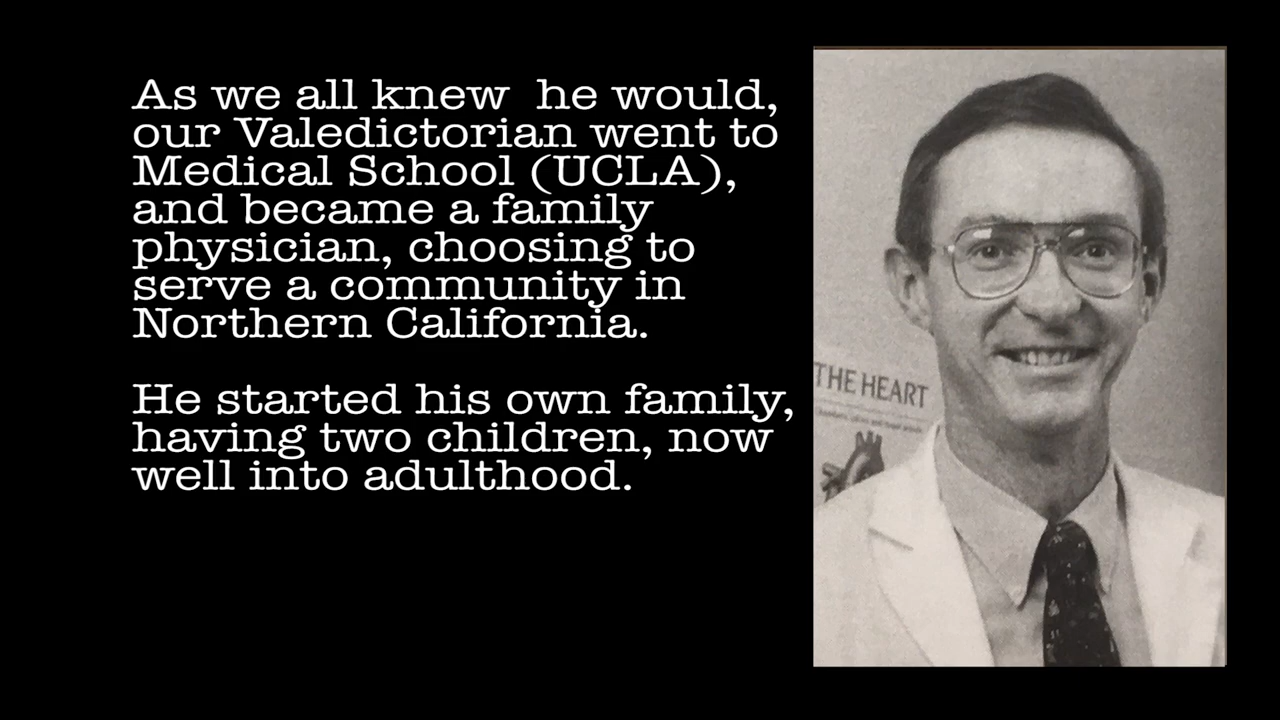 As we all knew  he would,
our Valedictorian went to
Medical School (UCLA),
and became a family
physician, choosing to
serve a community in
Northern California.
He started his own family,
having two children, now
well into adulthood.
THE HEART